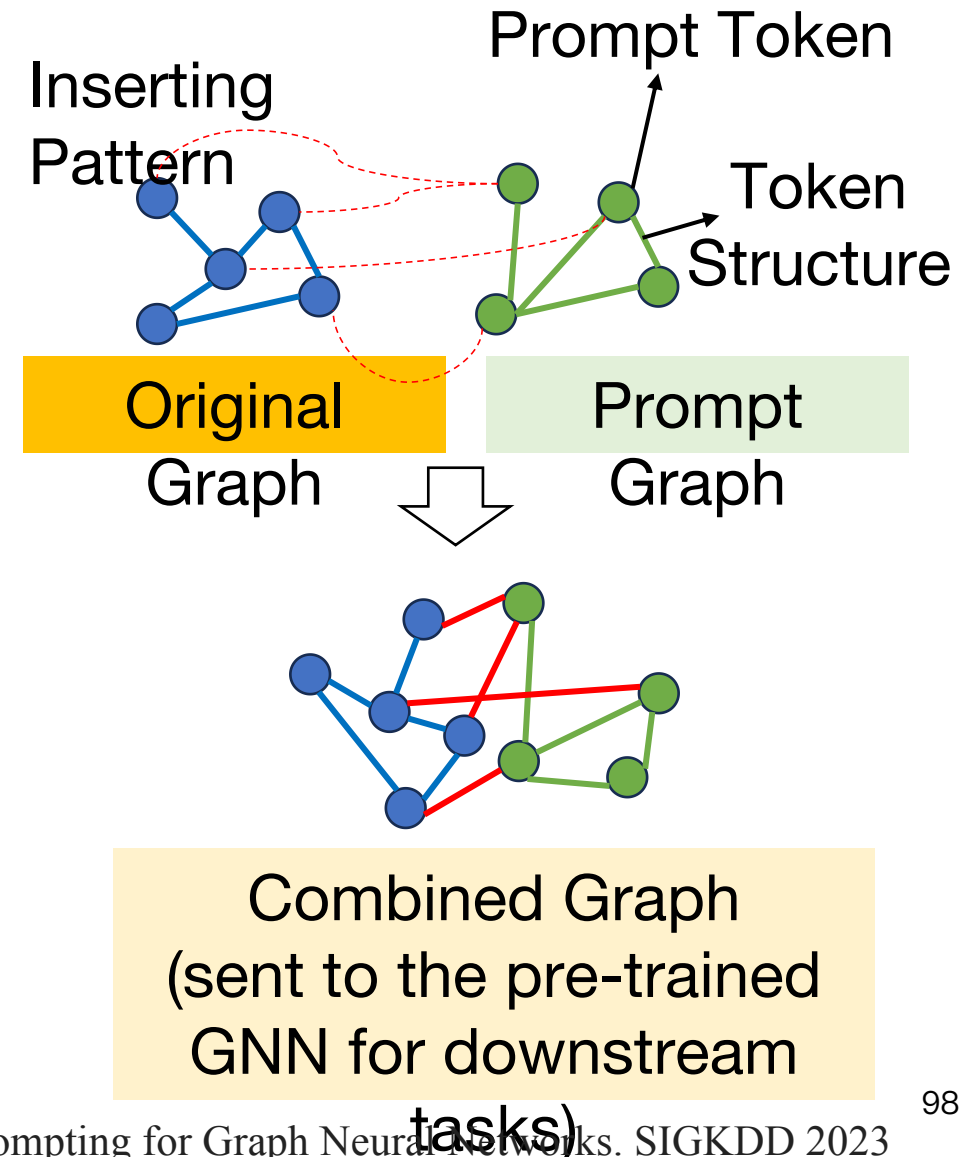 Prompt Token
Inserting
Pattern
Token
Structure
Original
Graph
Prompt
Graph
Combined Graph
(sent to the pre-trained
GNN for downstream
tasks)
98
ompting for Graph Neural Networks. SIGKDD 2023